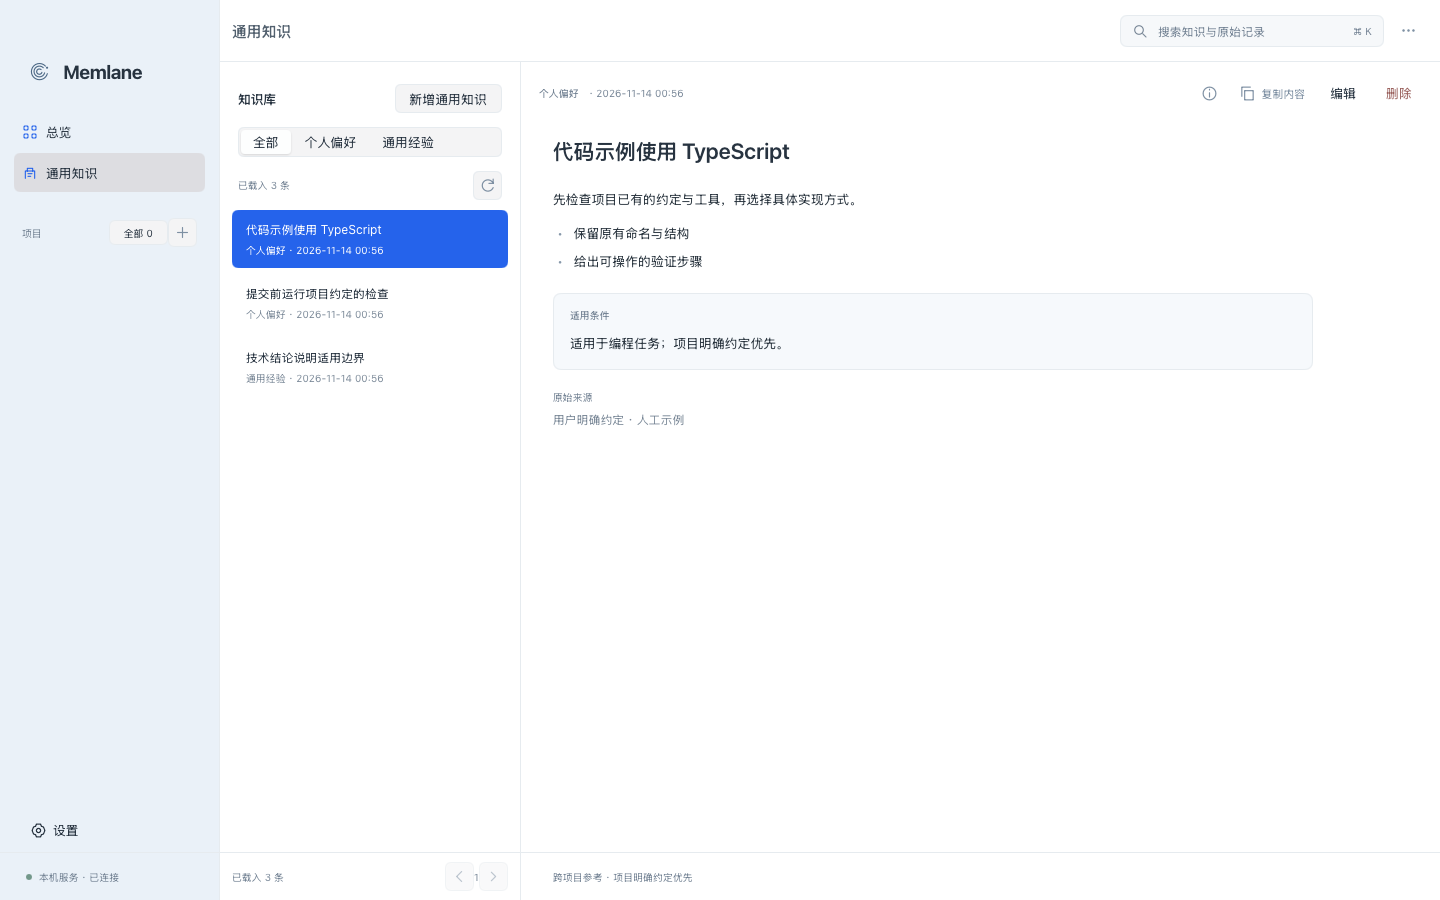 Memlane
总览
通用知识
项目
全部 0
设置
本机服务 · 已连接
通用知识
搜索知识与原始记录
⌘ K
知识库
新增通用知识
全部
个人偏好
通用经验
已载入 3 条
代码示例使用 TypeScript
个人偏好 · 2026-11-14 00:56
提交前运行项目约定的检查
个人偏好 · 2026-11-14 00:56
技术结论说明适用边界
通用经验 · 2026-11-14 00:56
已载入 3 条
1
个人偏好 · 2026-11-14 00:56
复制内容
编辑
删除
代码示例使用 TypeScript
先检查项目已有的约定与工具，再选择具体实现方式。
• 保留原有命名与结构
• 给出可操作的验证步骤
适用条件
适用于编程任务；项目明确约定优先。
原始来源
用户明确约定 · 人工示例
跨项目参考 · 项目明确约定优先